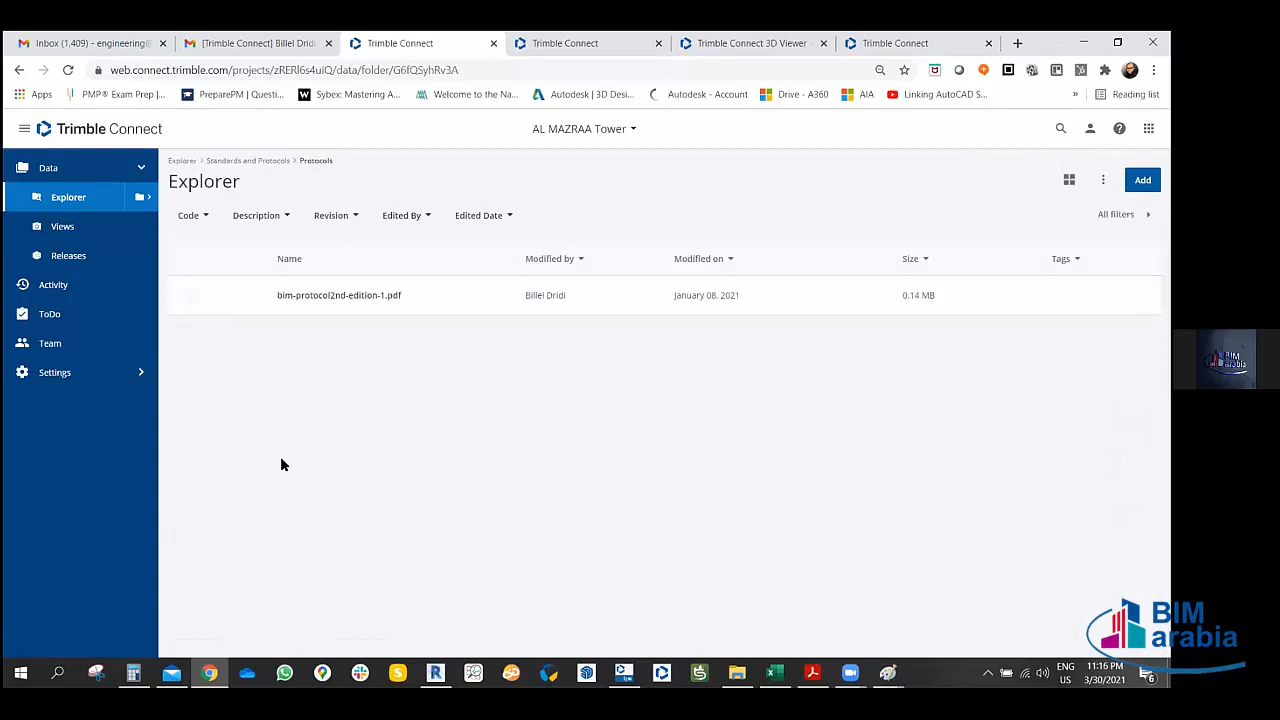 Inbox (1,409) – engineering@
[Trimble Connect] Billel Dridi
Trimble Connect
Trimble Connect
Trimble Connect 3D Viewer
Trimble Connect
web.connect.trimble.com/projects/zRERl6s4uiQ/data/folder/G6fQSyhRv3A
Apps
PMP® Exam Prep |...
PreparePM | Questi...
Sybex: Mastering A...
Welcome to the Na...
Autodesk | 3D Desi...
Autodesk - Account
Drive - A360
AIA
Linking AutoCAD S...
»
Reading list
Trimble Connect
AL MAZRAA Tower
Data
Explorer
Views
Releases
Activity
ToDo
Team
Settings
Explorer > Standards and Protocols > Protocols
Explorer
Add
Code
Description
Revision
Edited By
Edited Date
All filters
Name
Modified by
Modified on
Size
Tags
bim-protocol2nd-edition-1.pdf
Billel Dridi
January 08, 2021
0.14 MB
BIM
arabia
BIM
arabia
ENG
US
11:16 PM
3/30/2021
6